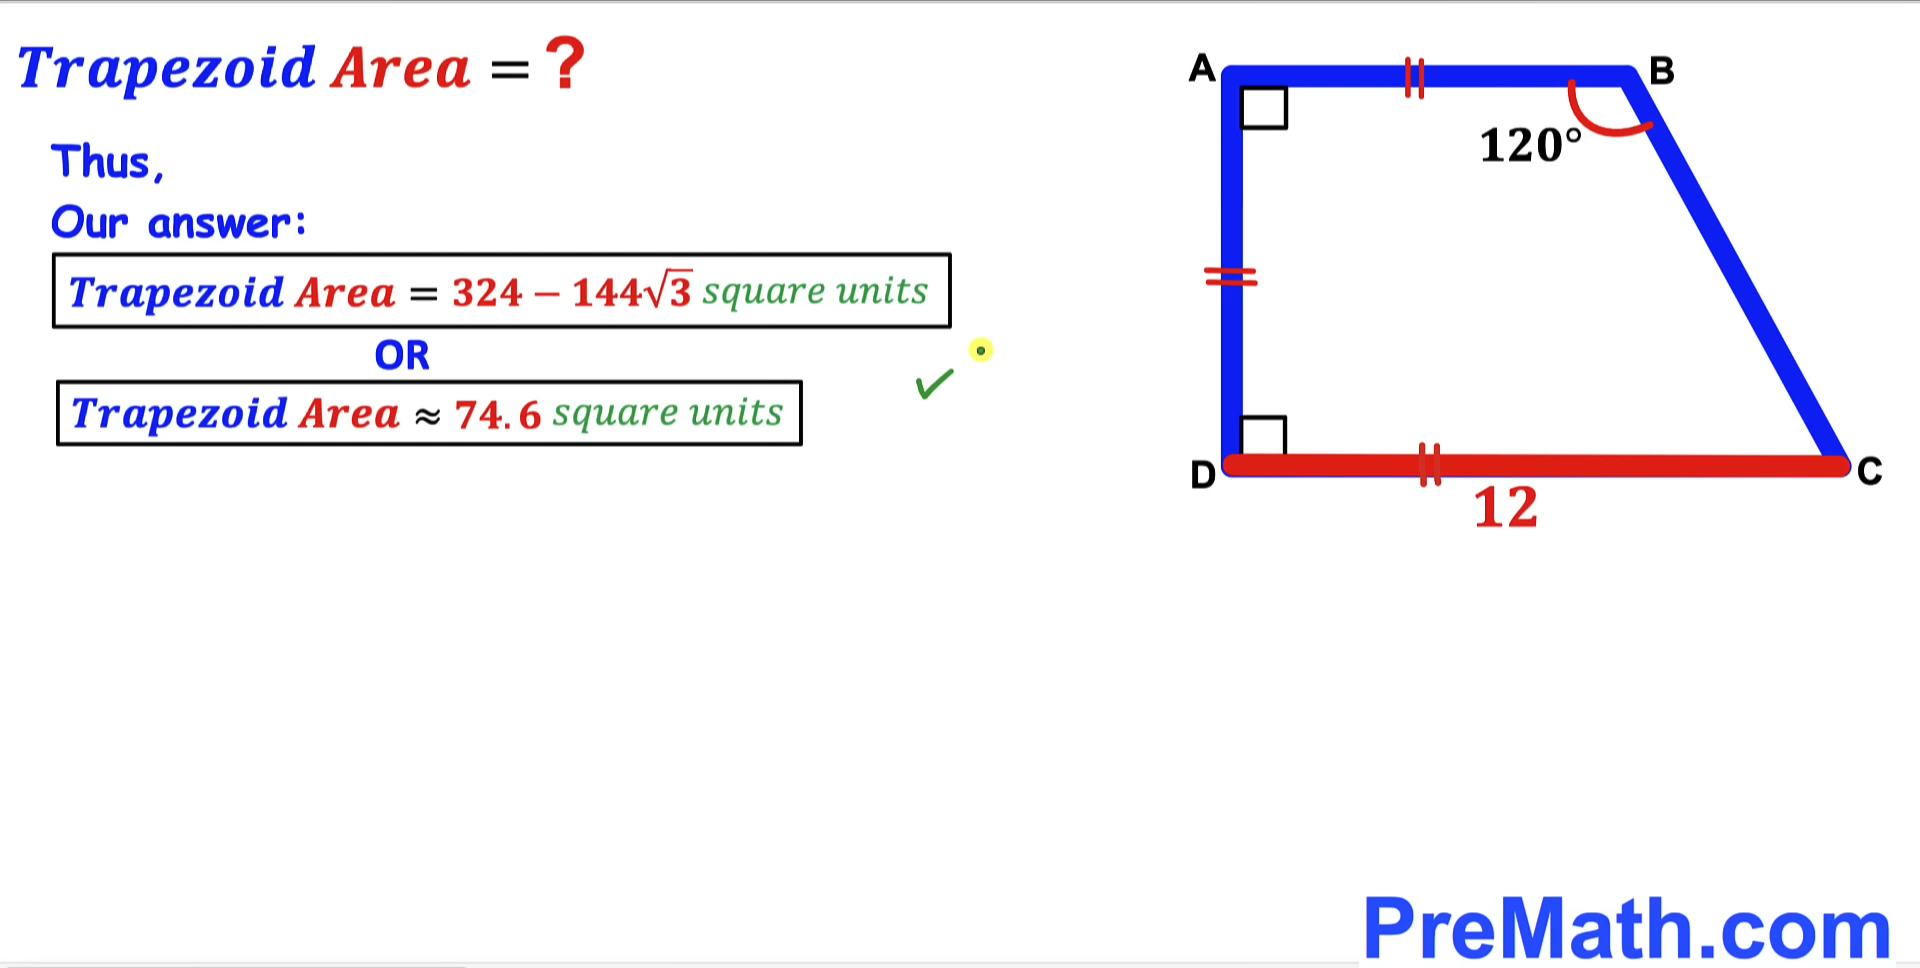 Trapezoid Area = ?
Thus,
Our answer:
Trapezoid Area = 324 − 144√3 square units
OR
Trapezoid Area ≈ 74.6 square units
A
B
120°
D
C
12
PreMath.com